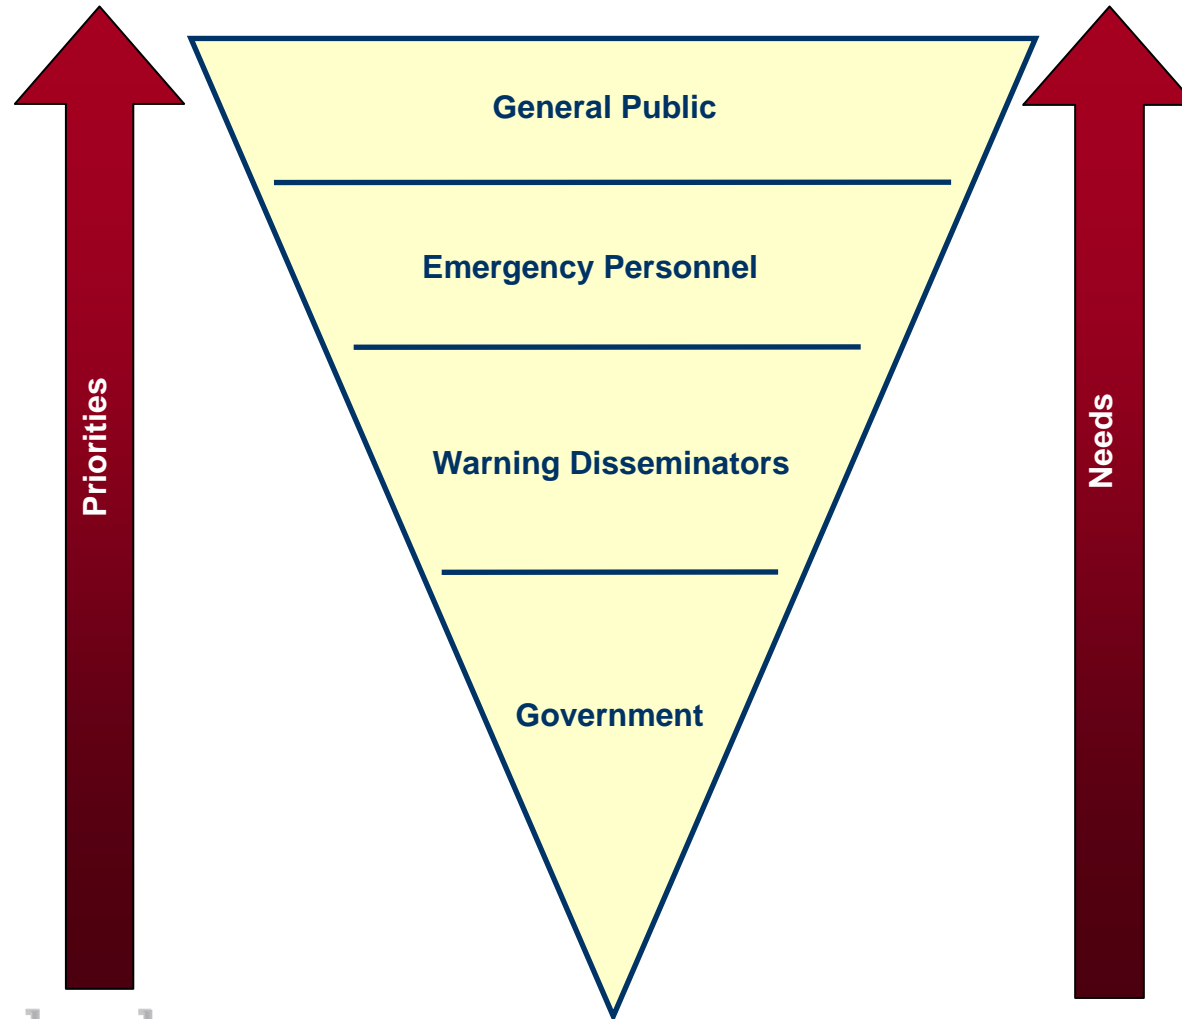 General Public
Emergency Personnel
Priorities
Needs
Warning Disseminators
Government